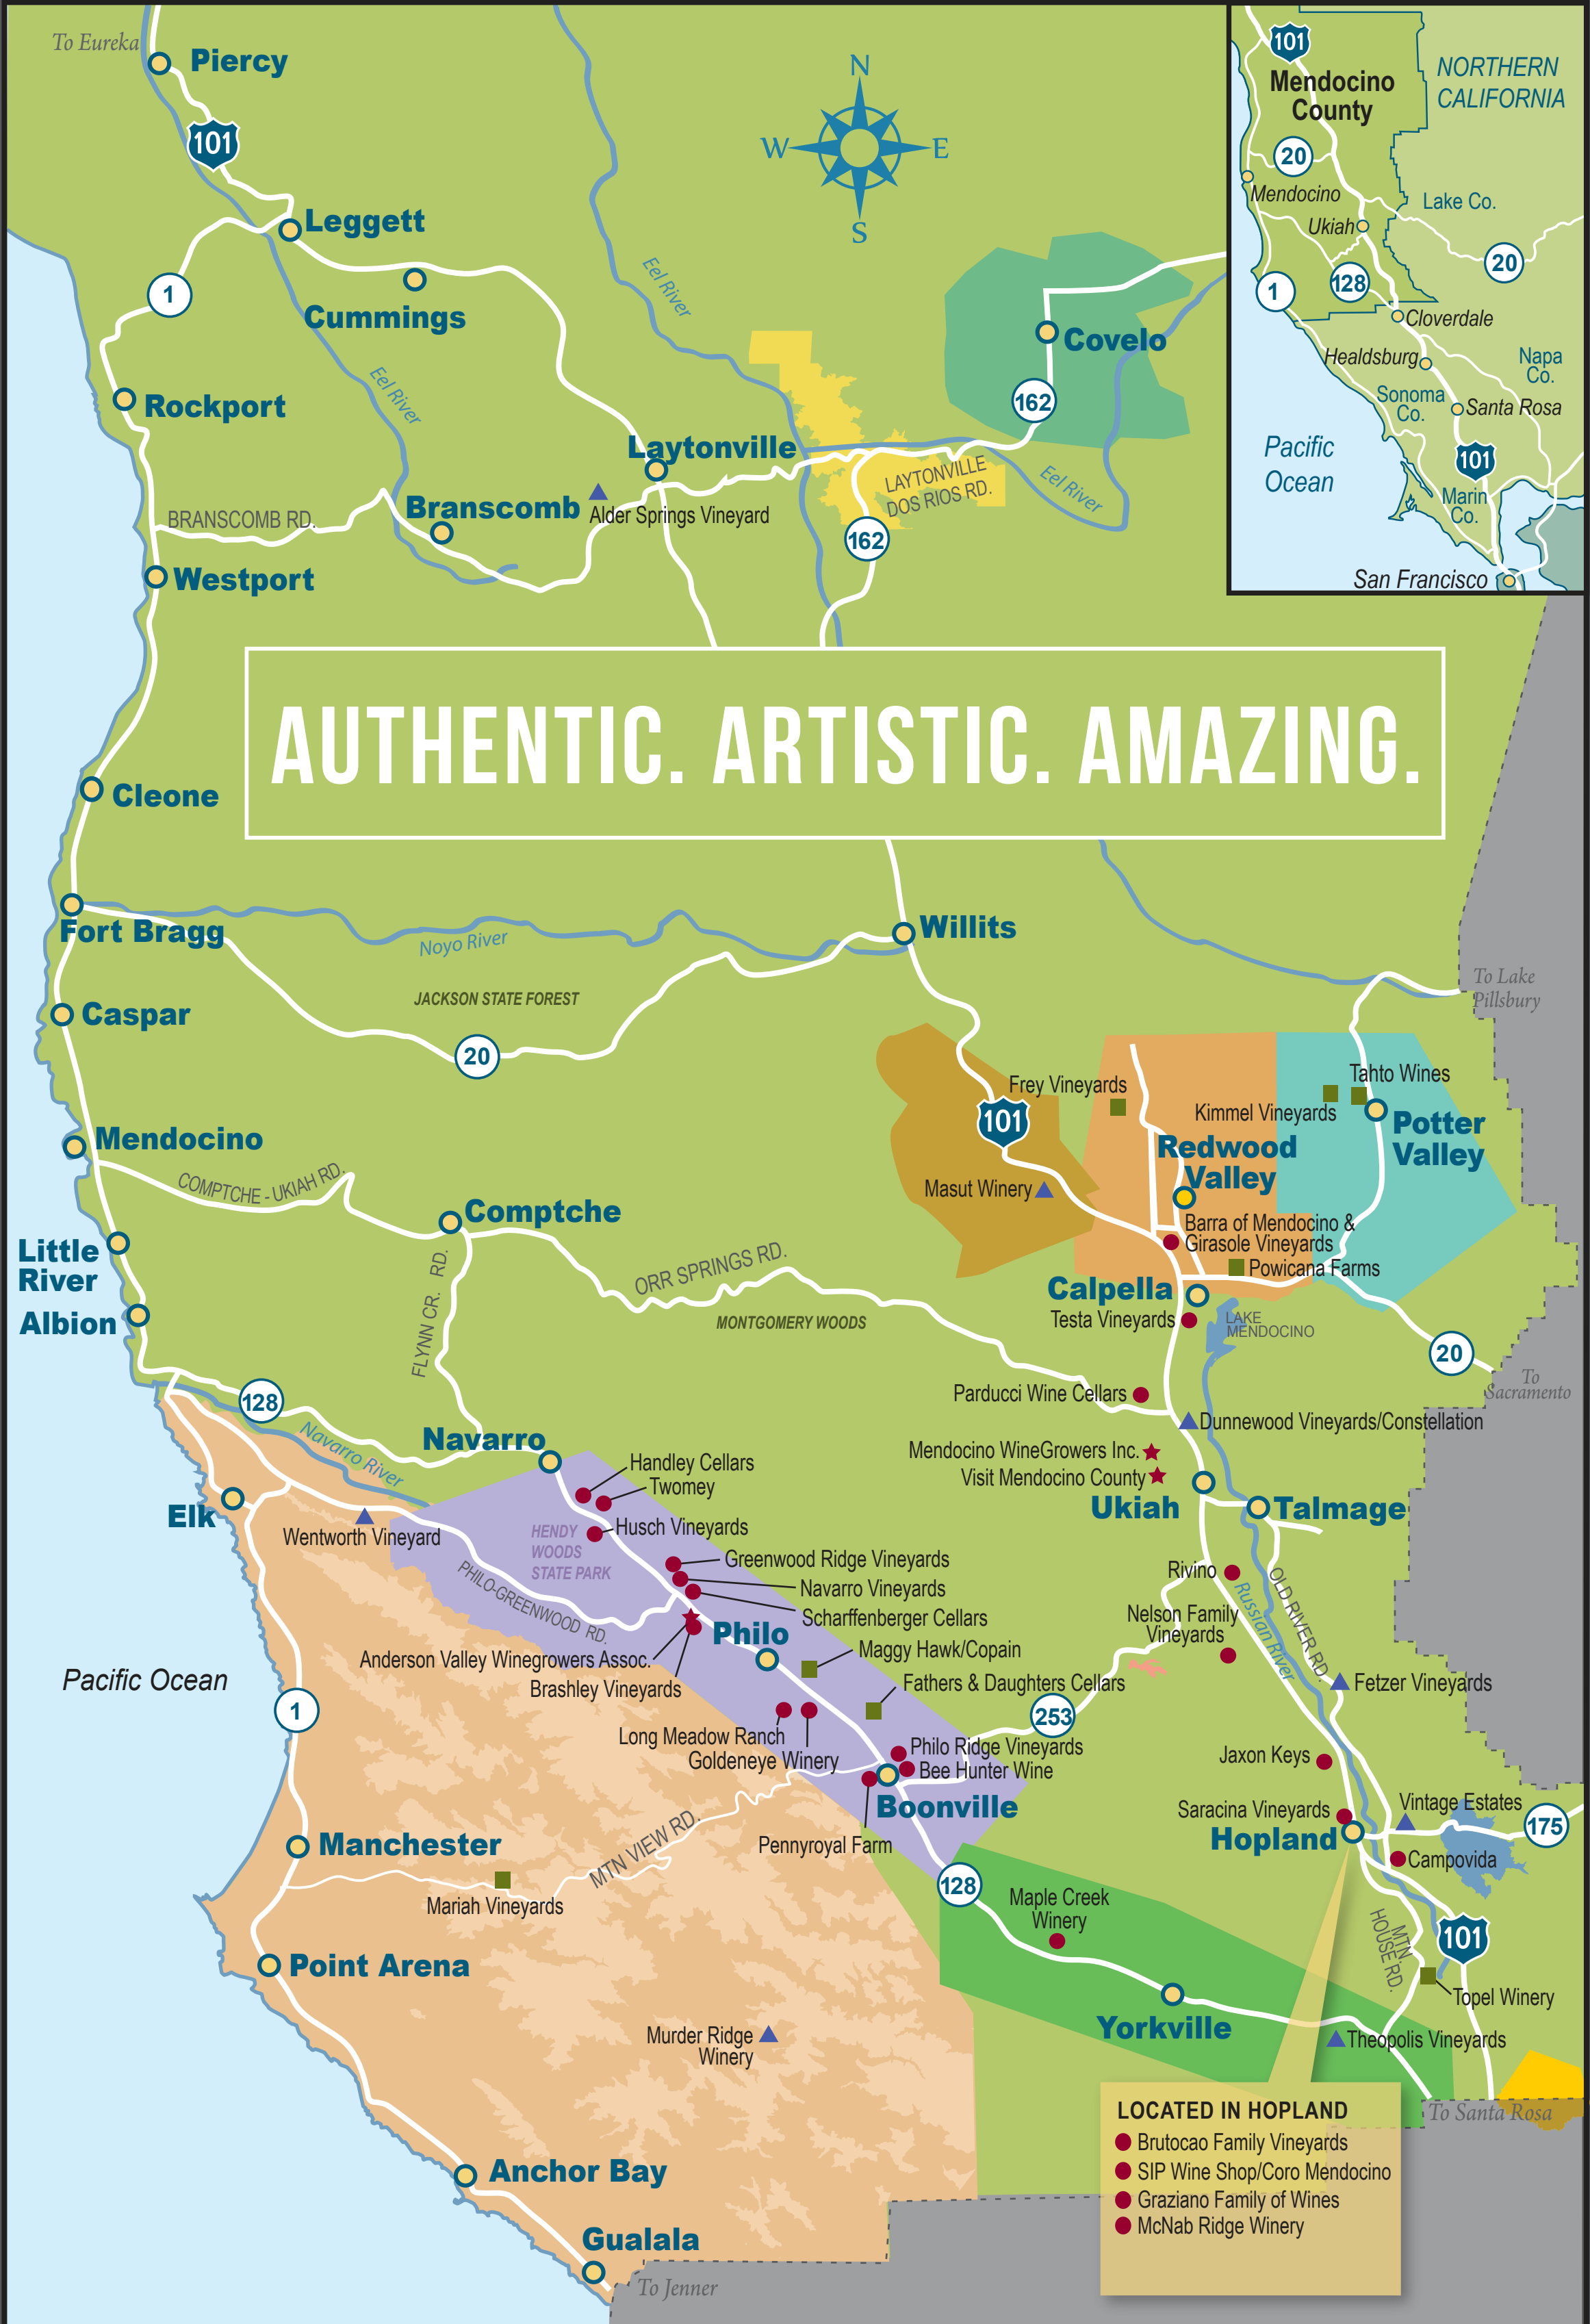 To Eureka
Piercy
101
Leggett
1
Cummings
Rockport
Eel River
Eel River
N
W
E
S
Covelo
162
Laytonville
LAYTONVILLE
DOS RIOS RD.
Eel River
BRANSCOMB RD.
Branscomb
Alder Springs Vineyard
162
Westport
101
Mendocino
County
NORTHERN
CALIFORNIA
20
Mendocino
Lake Co.
Ukiah
20
128
1
Cloverdale
Healdsburg
Napa
Co.
Sonoma
Co.
Santa Rosa
Pacific
Ocean
101
Marin
Co.
San Francisco
AUTHENTIC. ARTISTIC. AMAZING.
Cleone
Fort Bragg
Noyo River
Willits
JACKSON STATE FOREST
To Lake
Pillsbury
Caspar
20
Frey Vineyards
101
Tahto Wines
Kimmel Vineyards
Potter
Valley
Redwood
Valley
Mendocino
COMPTCHE - UKIAH RD.
Masut Winery
Comptche
Barra of Mendocino &
Girasole Vineyards
Little
River
FLYNN CR. RD.
ORR SPRINGS RD.
Powicana Farms
Calpella
Albion
MONTGOMERY WOODS
Testa Vineyards
LAKE
MENDOCINO
20
To
Sacramento
128
Parducci Wine Cellars
Dunnewood Vineyards/Constellation
Navarro River
Navarro
Mendocino WineGrowers Inc.
Visit Mendocino County
Handley Cellars
Twomey
Ukiah
Talmage
Elk
Wentworth Vineyard
HENDY
WOODS
STATE PARK
Husch Vineyards
Greenwood Ridge Vineyards
Navarro Vineyards
Scharffenberger Cellars
PHILO-GREENWOOD RD.
Rivino
OLD RIVER RD.
Russian River
Nelson Family
Vineyards
Philo
Maggy Hawk/Copain
Anderson Valley Winegrowers Assoc.
Brashley Vineyards
Fathers & Daughters Cellars
Fetzer Vineyards
Pacific Ocean
1
253
Long Meadow Ranch
Goldeneye Winery
Philo Ridge Vineyards
Bee Hunter Wine
Jaxon Keys
Boonville
Pennyroyal Farm
Saracina Vineyards
Vintage Estates
175
Hopland
Campovida
Manchester
MTN VIEW RD.
Mariah Vineyards
128
Maple Creek
Winery
MTN.
HOUSE RD.
101
Point Arena
Topel Winery
Yorkville
Murder Ridge
Winery
Theopolis Vineyards
To Santa Rosa
LOCATED IN HOPLAND
Brutocao Family Vineyards
SIP Wine Shop/Coro Mendocino
Graziano Family of Wines
McNab Ridge Winery
Anchor Bay
Gualala
To Jenner